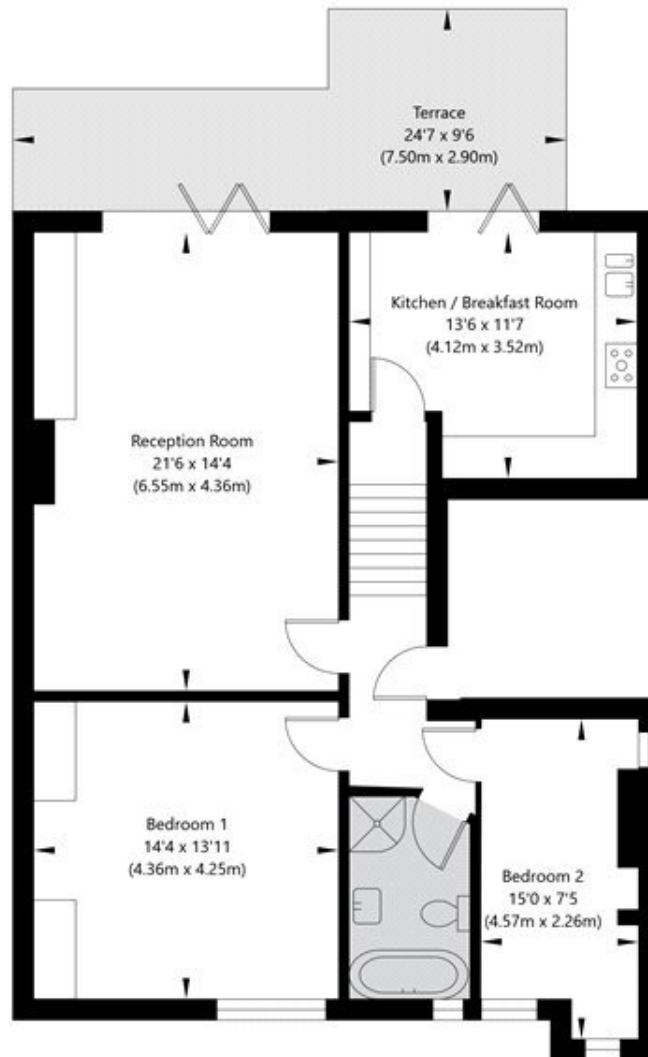 Terrace
24'7 x 9'6
(7.50m x 2.90m)
Kitchen / Breakfast Room
13'6 x 11'7
(4.12m x 3.52m)
Reception Room
21'6 x 14'4
(6.55m x 4.36m)
Bedroom 1
14'4 x 13'11
(4.36m x 4.25m)
Bedroom 2
15'0 x 7'5
(4.57m x 2.26m)